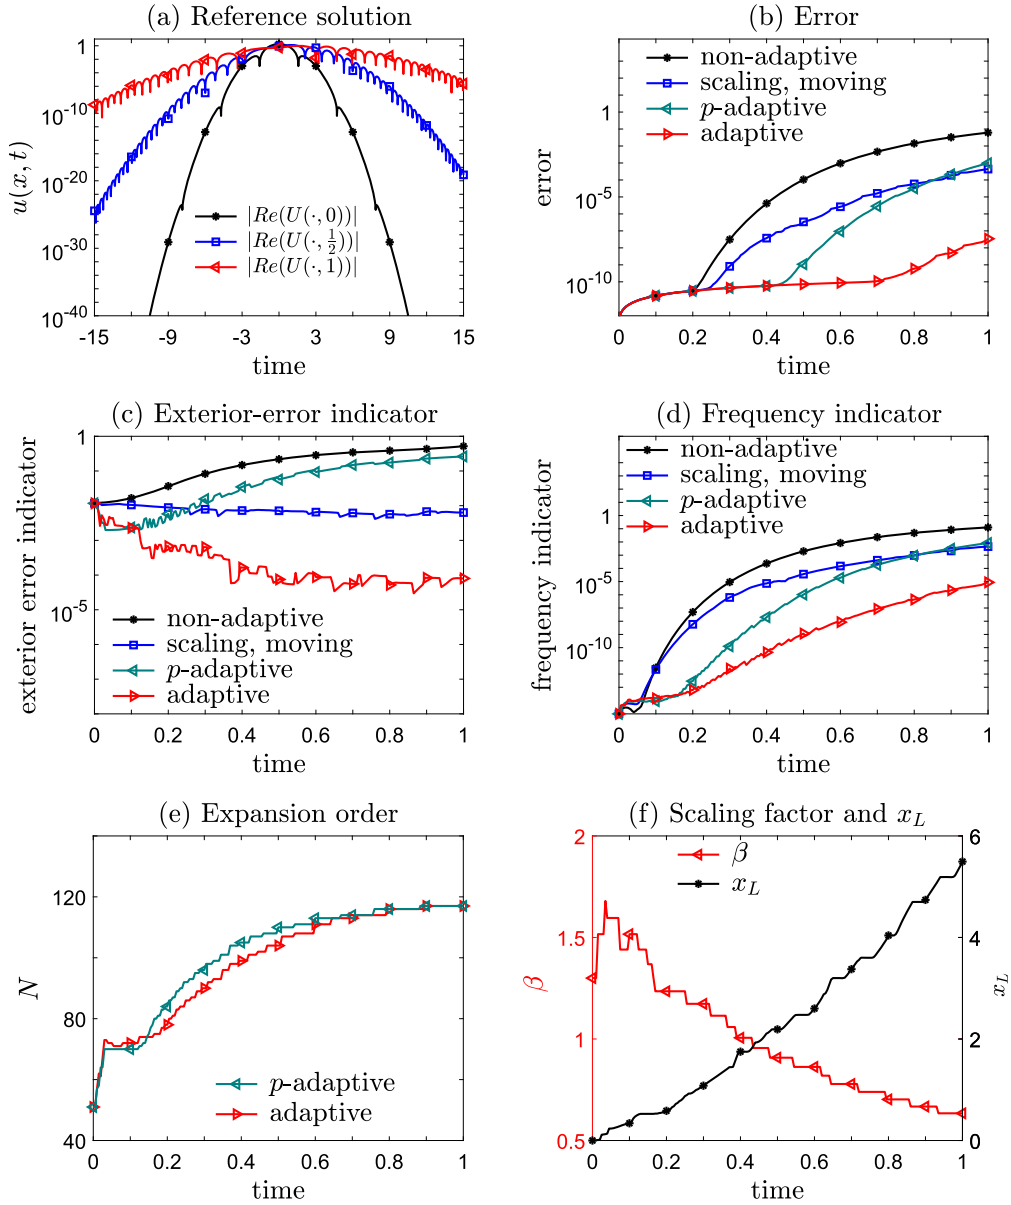 (a) Reference solution
u(x, t)
1
10^-10
10^-20
10^-30
10^-40
|Re(U(·, 0))|
|Re(U(·, 1/2))|
|Re(U(·, 1))|
-15 -9 -3 3 9 15
time
(b) Error
error
10^-1
10^-5
10^-10
non-adaptive
scaling, moving
p-adaptive
adaptive
0 0.2 0.4 0.6 0.8 1
time
(c) Exterior-error indicator
exterior error indicator
1
10^-5
non-adaptive
scaling, moving
p-adaptive
adaptive
0 0.2 0.4 0.6 0.8 1
time
(d) Frequency indicator
frequency indicator
1
10^-5
10^-10
non-adaptive
scaling, moving
p-adaptive
adaptive
0 0.2 0.4 0.6 0.8 1
time
(e) Expansion order
N
120
80
40
p-adaptive
adaptive
0 0.2 0.4 0.6 0.8 1
time
(f) Scaling factor and x_L
β
2
1.5
1
0.5
β
x_L
6
4
2
0
x_L
0 0.2 0.4 0.6 0.8 1
time